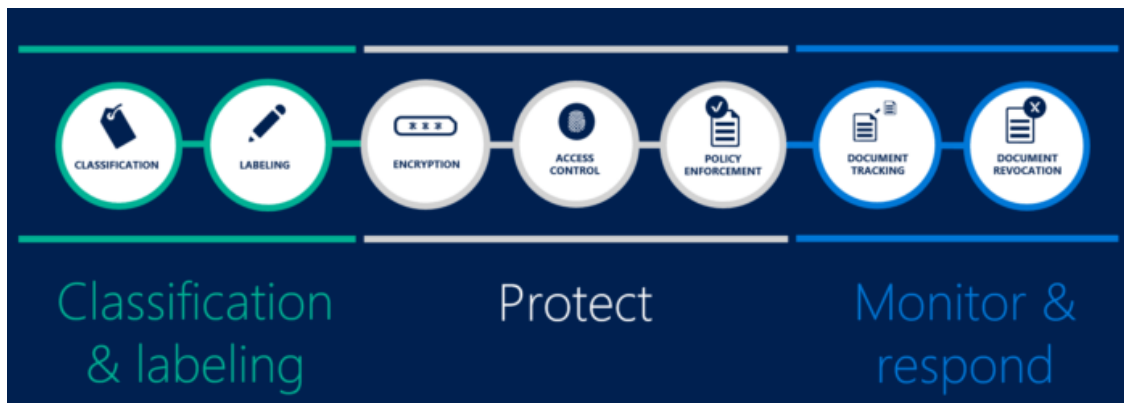 CLASSIFICATION
LABELING
ENCRYPTION
ACCESS
CONTROL
POLICY
ENFORCEMENT
DOCUMENT
TRACKING
DOCUMENT
REVOCATION
Classification
& labeling
Protect
Monitor &
respond